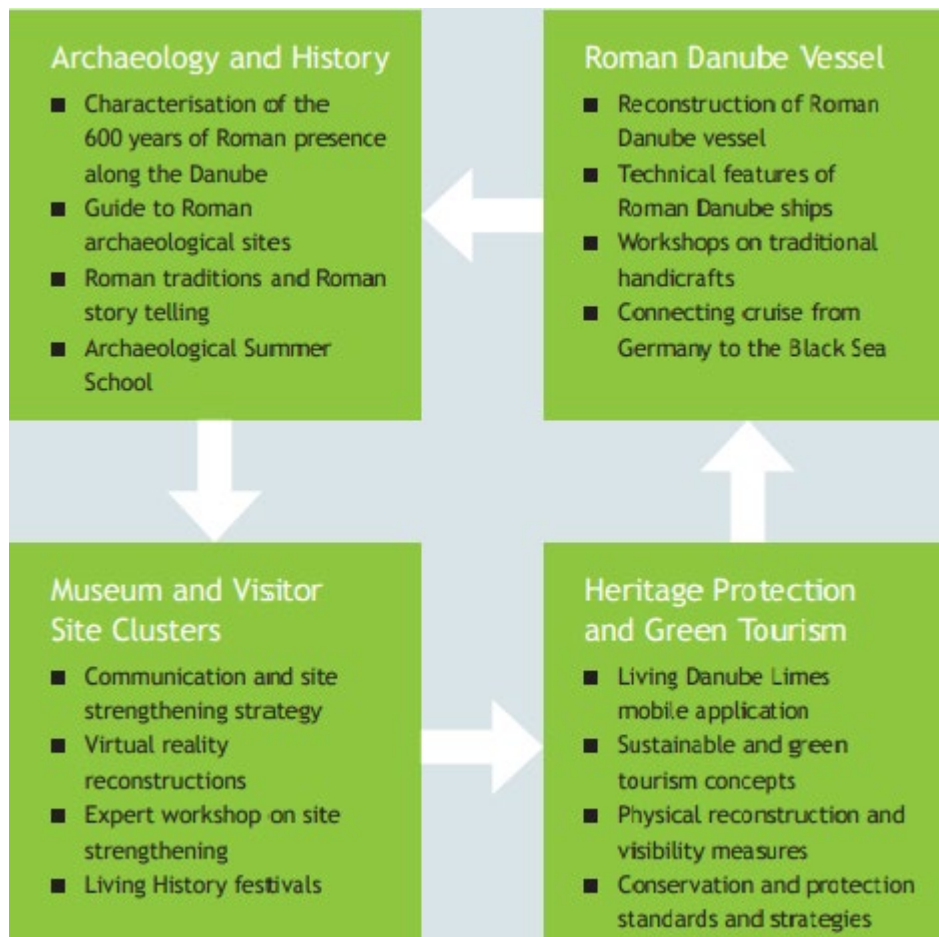 Archaeology and History
■ Characterisation of the
600 years of Roman presence
along the Danube
■ Guide to Roman
archaeological sites
■ Roman traditions and Roman
story telling
■ Archaeological Summer
School
Roman Danube Vessel
■ Reconstruction of Roman
Danube vessel
■ Technical features of
Roman Danube ships
■ Workshops on traditional
handicrafts
■ Connecting cruise from
Germany to the Black Sea
Museum and Visitor
Site Clusters
■ Communication and site
strengthening strategy
■ Virtual reality
reconstructions
■ Expert workshop on site
strengthening
■ Living History festivals
Heritage Protection
and Green Tourism
■ Living Danube Limes
mobile application
■ Sustainable and green
tourism concepts
■ Physical reconstruction and
visibility measures
■ Conservation and protection
standards and strategies